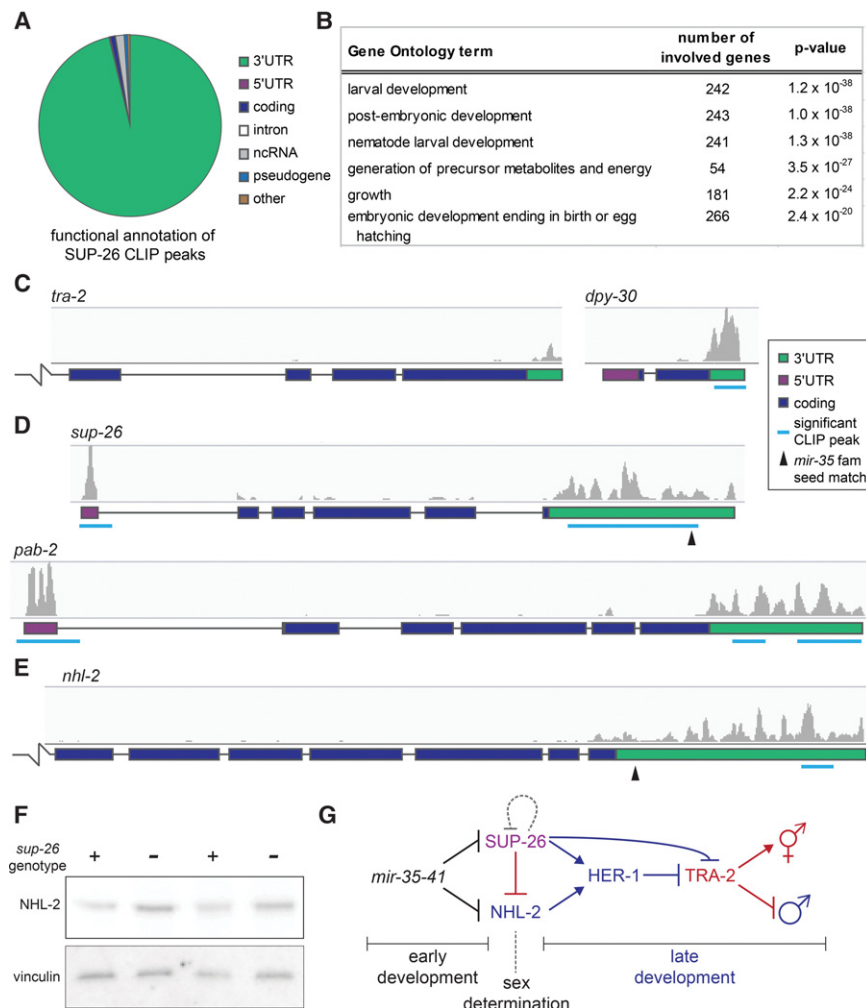 A
3'UTR
5'UTR
coding
intron
ncRNA
pseudogene
other
functional annotation of
SUP-26 CLIP peaks
B
Gene Ontology term number of involved genes p-value
larval development 242 1.2 x 10⁻³⁸
post-embryonic development 243 1.0 x 10⁻³⁸
nematode larval development 241 1.3 x 10⁻³⁸
generation of precursor metabolites and energy 54 3.5 x 10⁻²⁷
growth 181 2.2 x 10⁻²⁴
embryonic development ending in birth or egg 266 2.4 x 10⁻²⁰
hatching
C
tra-2
dpy-30
3'UTR
5'UTR
coding
significant
CLIP peak
mir-35 fam
seed match
D
sup-26
pab-2
E
nhl-2
F
sup-26
genotype
+ - + -
NHL-2
vinculin
G
SUP-26
mir-35-41
HER-1 TRA-2
NHL-2
early
development
sex
determination
late
development